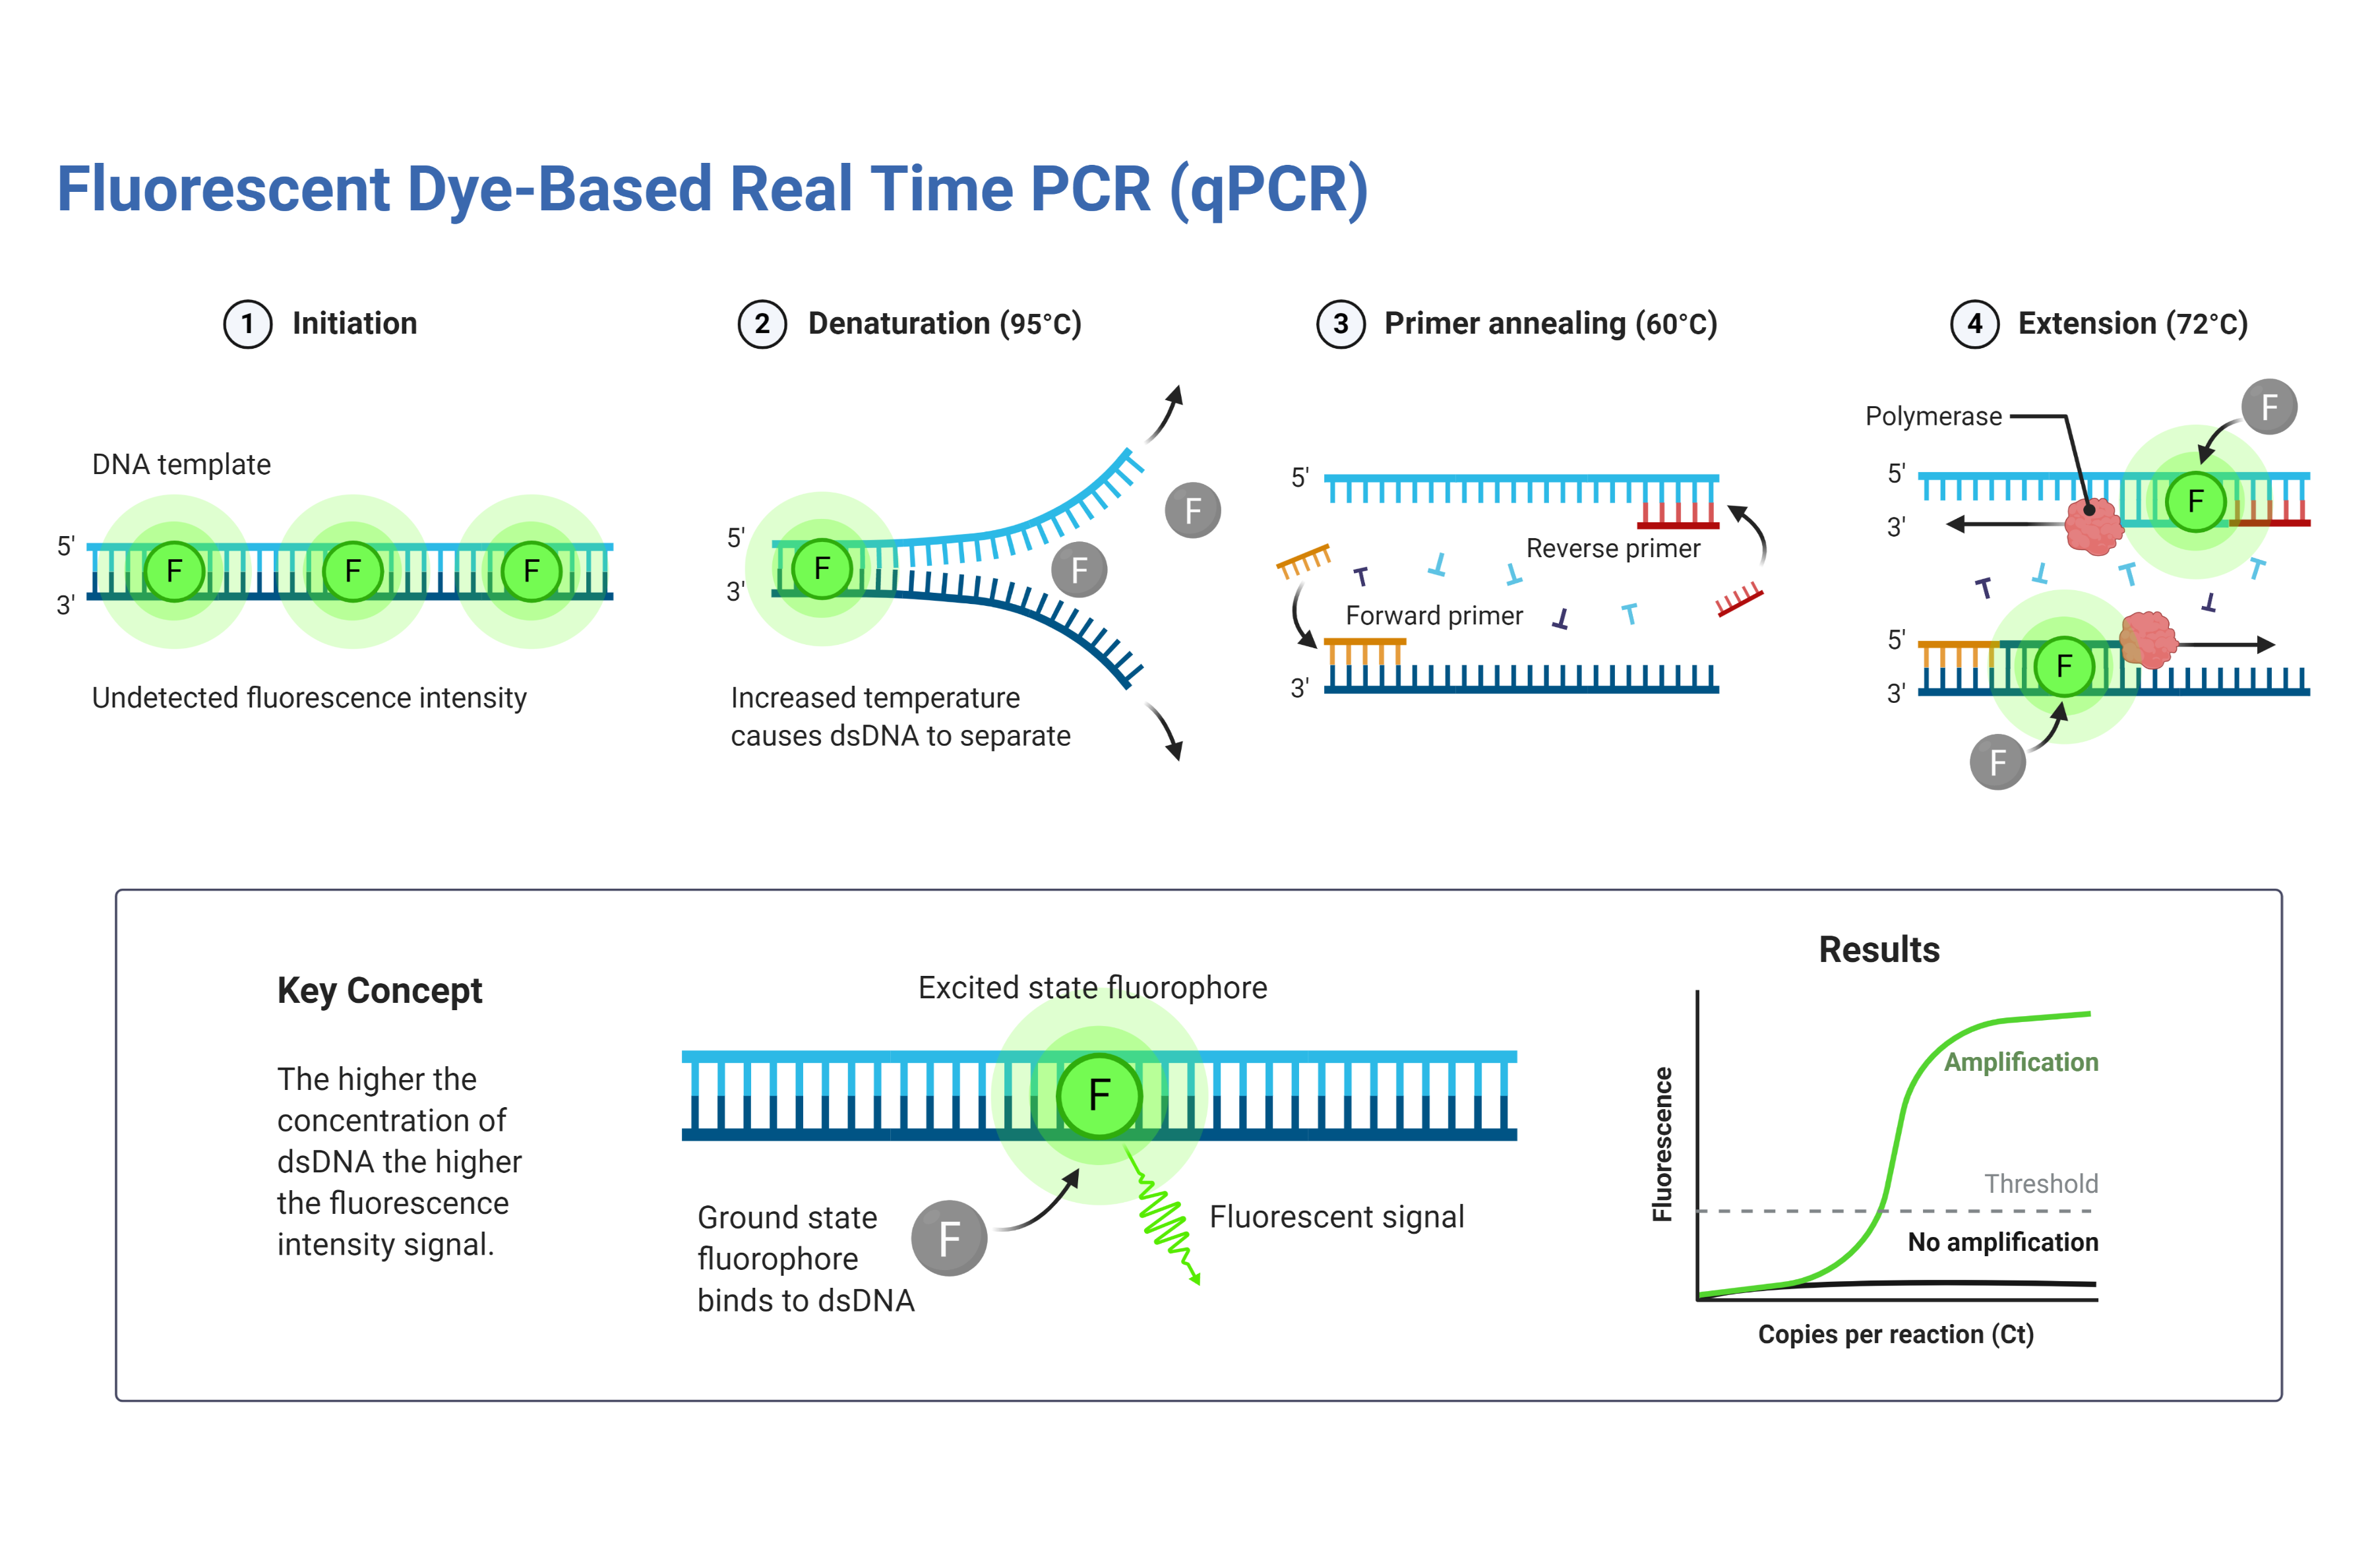 Fluorescent Dye-Based Real Time PCR (qPCR)
1 Initiation
DNA template
5'
3'
F F F
Undetected fluorescence intensity
2 Denaturation (95°C)
5'
3'
F
F
F
Increased temperature
causes dsDNA to separate
3 Primer annealing (60°C)
5'
Reverse primer
Forward primer
3'
4 Extension (72°C)
Polymerase
F
5'
3'
F
5'
3'
F
F
Key Concept
The higher the
concentration of
dsDNA the higher
the fluorescence
intensity signal.
Excited state fluorophore
F
Ground state
fluorophore
binds to dsDNA
F
Fluorescent signal
Results
Fluorescence
Amplification
Threshold
No amplification
Copies per reaction (Ct)